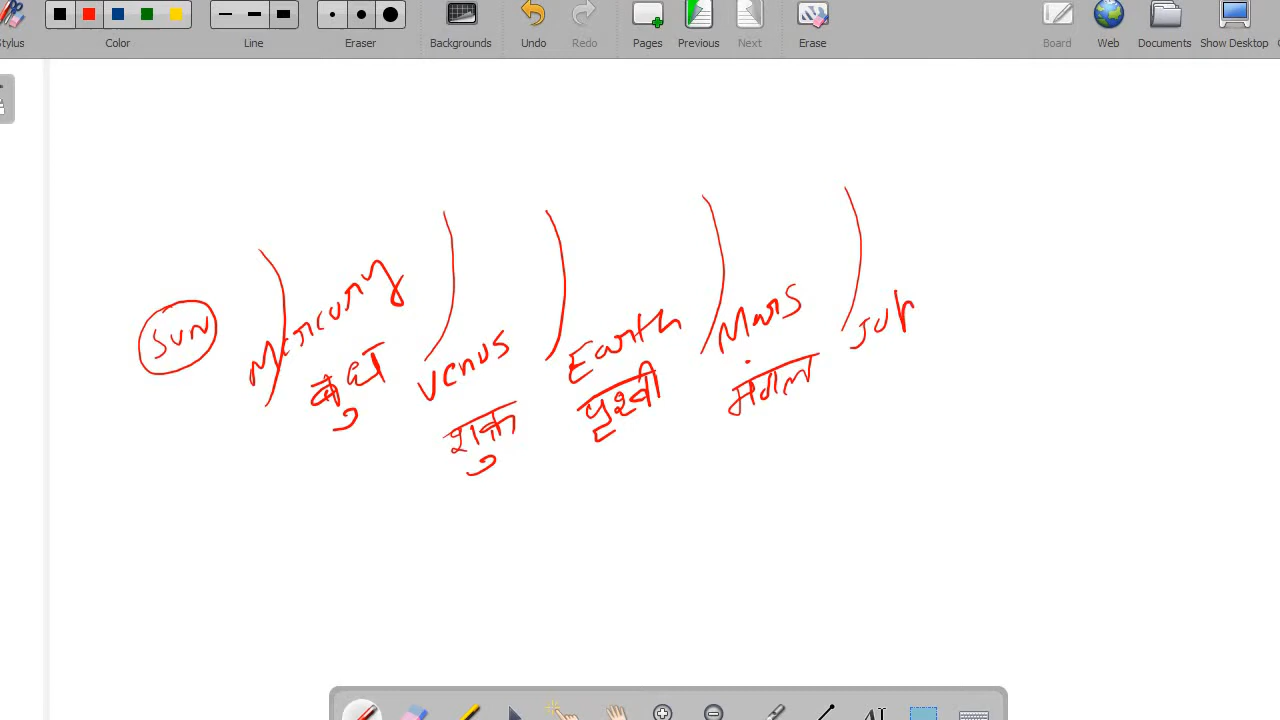 Stylus Color Line Eraser Backgrounds Undo Redo Pages Previous Next Erase Board Web Documents Show Desktop
SUN
Mercury
बुध
Venus
शुक्र
Earth
पृथ्वी
Mars
मंगल
Jup